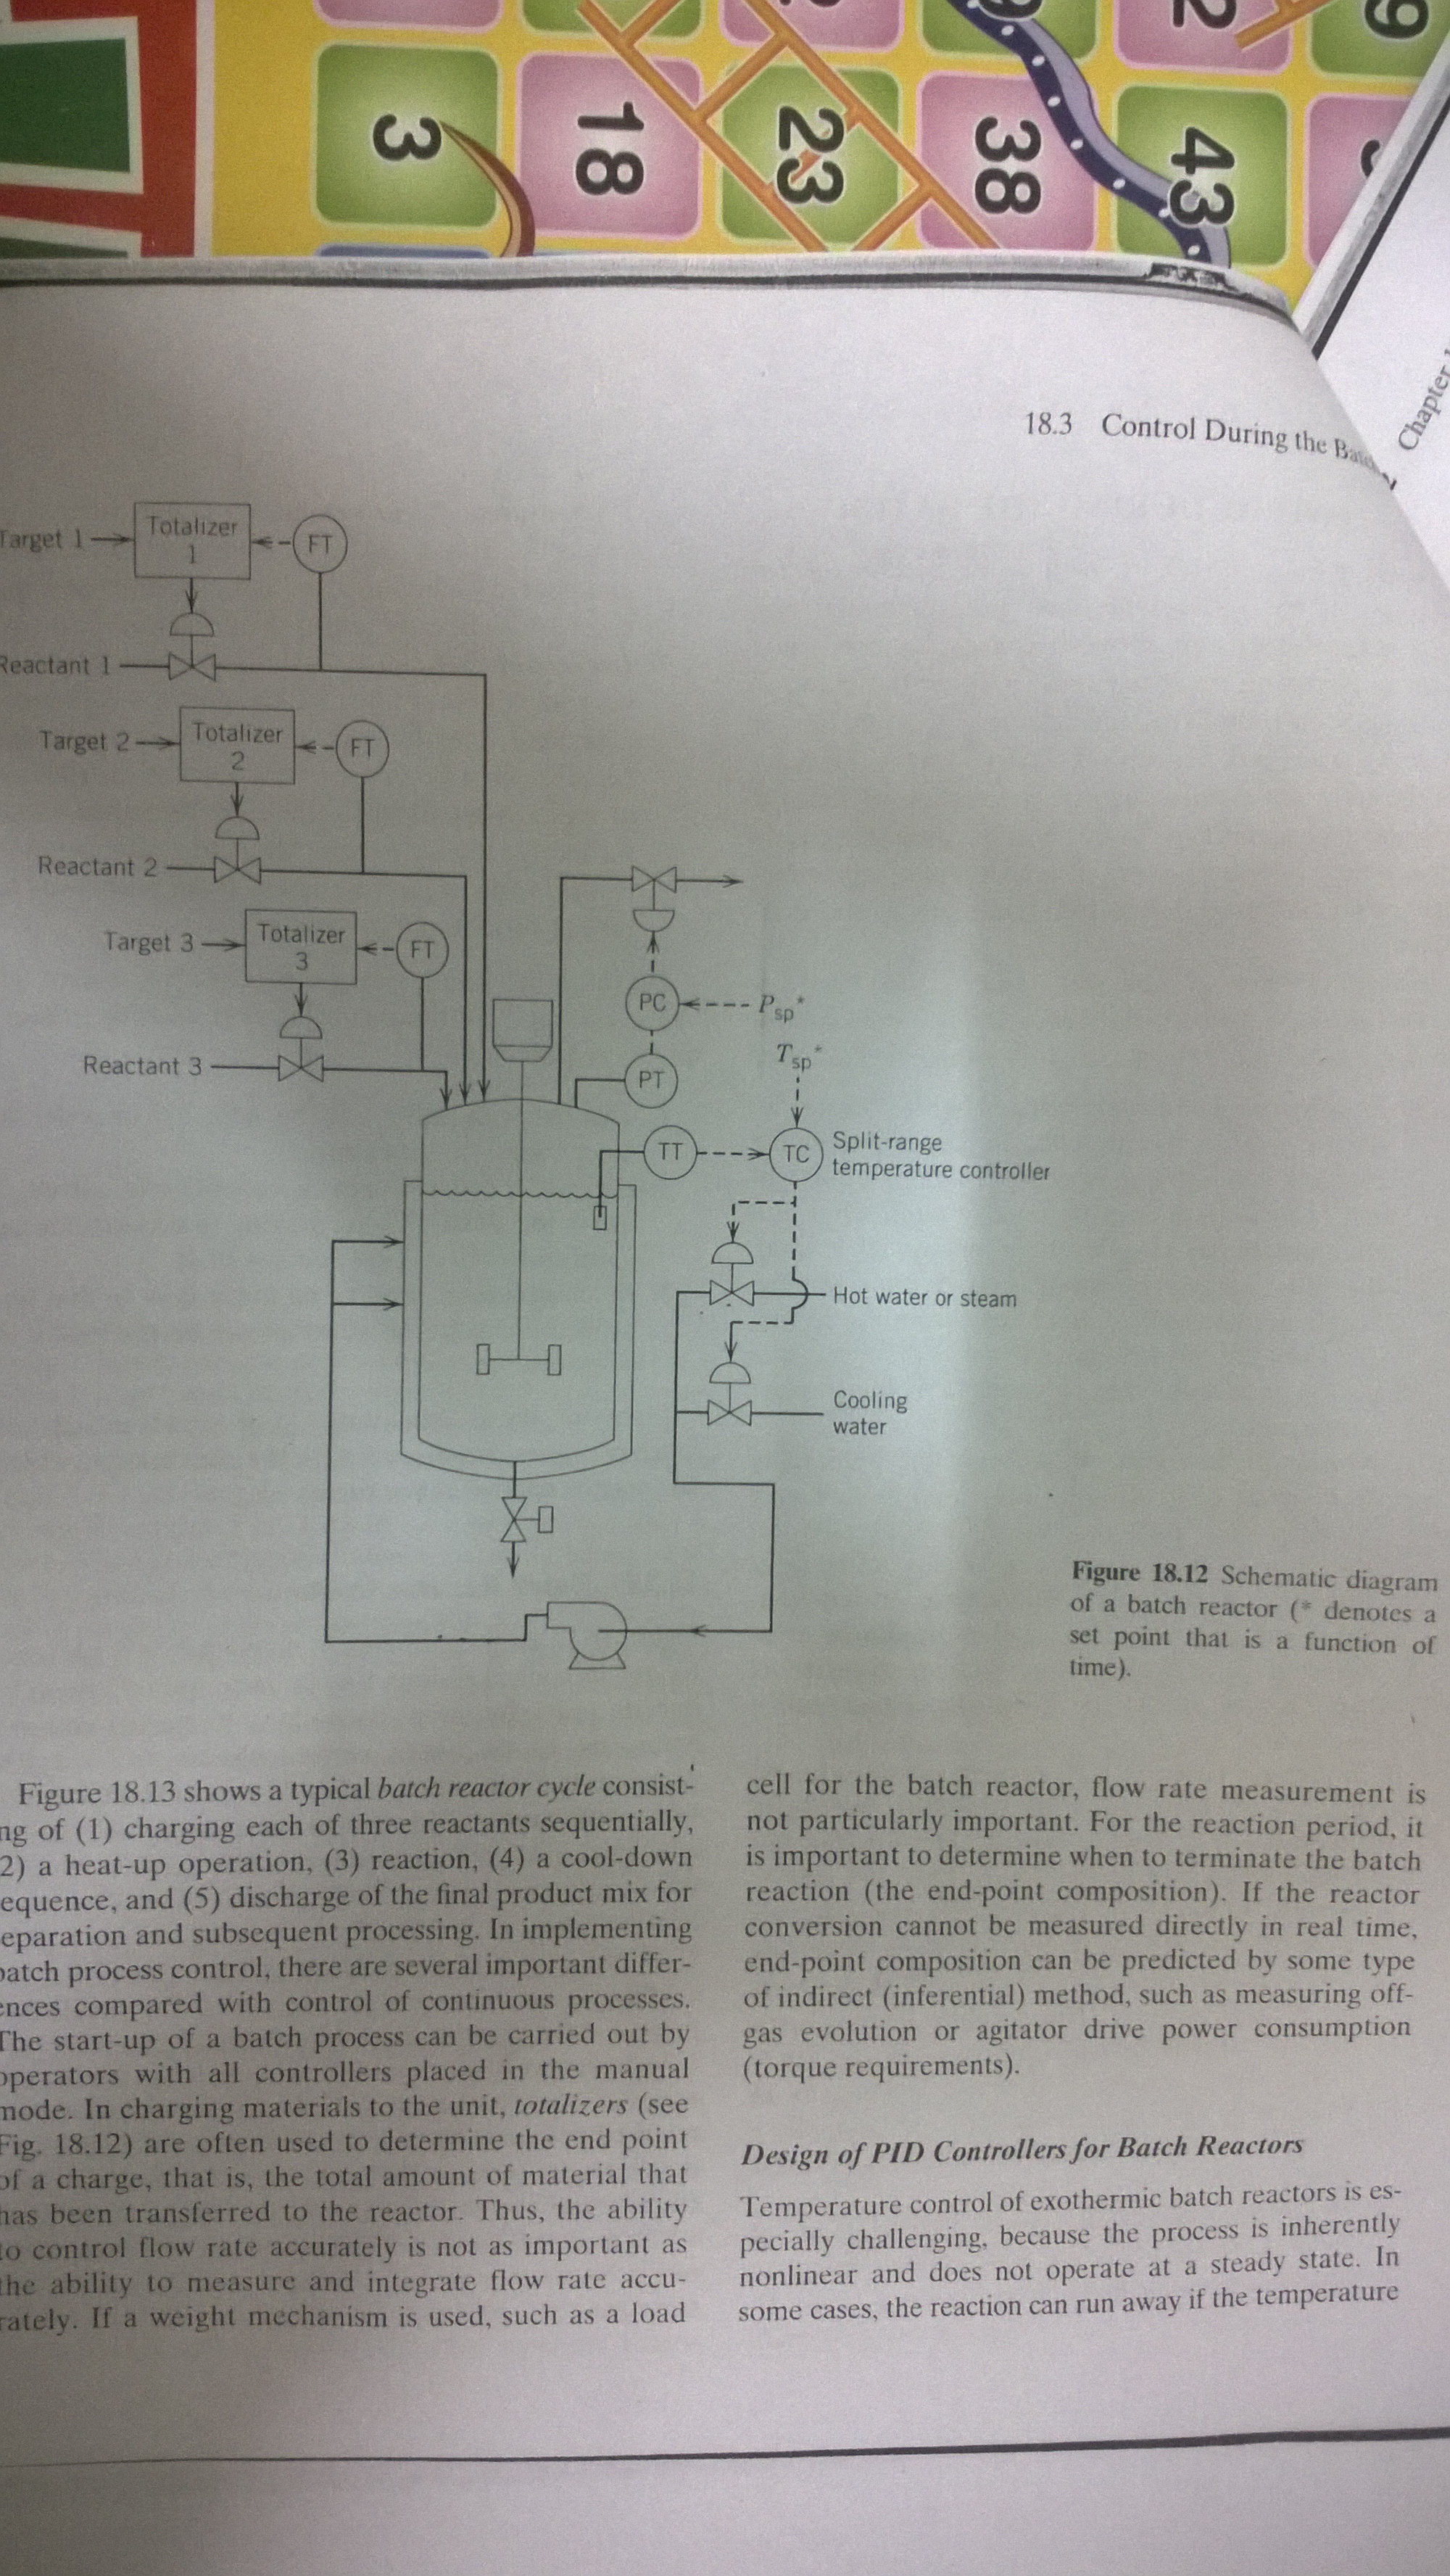 3
18
23
38
43
2
9
Chapter
18.3 Control During the
Target 1
Totalizer
1
FT
Reactant 1
Target 2
Totalizer
2
FT
Reactant 2
Target 3
Totalizer
3
FT
Reactant 3
PC
Psp*
PT
Tsp*
TT
TC
Split-range
temperature controller
Hot water or steam
Cooling
water
Figure 18.12 Schematic diagram
of a batch reactor (* denotes a
set point that is a function of
time).
Figure 18.13 shows a typical batch reactor cycle consist-
ng of (1) charging each of three reactants sequentially,
2) a heat-up operation, (3) reaction, (4) a cool-down
equence, and (5) discharge of the final product mix for
eparation and subsequent processing. In implementing
batch process control, there are several important differ-
ences compared with control of continuous processes.
The start-up of a batch process can be carried out by
operators with all controllers placed in the manual
mode. In charging materials to the unit, totalizers (see
Fig. 18.12) are often used to determine the end point
of a charge, that is, the total amount of material that
has been transferred to the reactor. Thus, the ability
to control flow rate accurately is not as important as
the ability to measure and integrate flow rate accu-
rately. If a weight mechanism is used, such as a load
cell for the batch reactor, flow rate measurement is
not particularly important. For the reaction period, it
is important to determine when to terminate the batch
reaction (the end-point composition). If the reactor
conversion cannot be measured directly in real time,
end-point composition can be predicted by some type
of indirect (inferential) method, such as measuring off-
gas evolution or agitator drive power consumption
(torque requirements).
Design of PID Controllers for Batch Reactors
Temperature control of exothermic batch reactors is es-
pecially challenging, because the process is inherently
nonlinear and does not operate at a steady state. In
some cases, the reaction can run away if the temperature